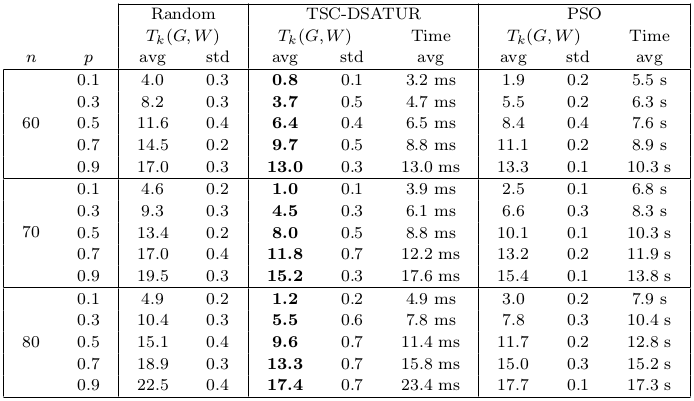 Random TSC-DSATUR PSO
T_k(G,W) T_k(G,W) Time T_k(G,W) Time
n p avg std avg std avg avg std avg
0.1 4.0 0.3 0.8 0.1 3.2 ms 1.9 0.2 5.5 s
0.3 8.2 0.3 3.7 0.5 4.7 ms 5.5 0.2 6.3 s
60 0.5 11.6 0.4 6.4 0.4 6.5 ms 8.4 0.4 7.6 s
0.7 14.5 0.2 9.7 0.5 8.8 ms 11.1 0.2 8.9 s
0.9 17.0 0.3 13.0 0.3 13.0 ms 13.3 0.1 10.3 s
0.1 4.6 0.2 1.0 0.1 3.9 ms 2.5 0.1 6.8 s
0.3 9.3 0.3 4.5 0.3 6.1 ms 6.6 0.3 8.3 s
70 0.5 13.4 0.2 8.0 0.5 8.8 ms 10.1 0.1 10.3 s
0.7 17.0 0.4 11.8 0.7 12.2 ms 13.2 0.2 11.9 s
0.9 19.5 0.3 15.2 0.3 17.6 ms 15.4 0.1 13.8 s
0.1 4.9 0.2 1.2 0.2 4.9 ms 3.0 0.2 7.9 s
0.3 10.4 0.3 5.5 0.6 7.8 ms 7.8 0.3 10.4 s
80 0.5 15.1 0.4 9.6 0.7 11.4 ms 11.7 0.2 12.8 s
0.7 18.9 0.3 13.3 0.7 15.8 ms 15.0 0.3 15.2 s
0.9 22.5 0.4 17.4 0.7 23.4 ms 17.7 0.1 17.3 s